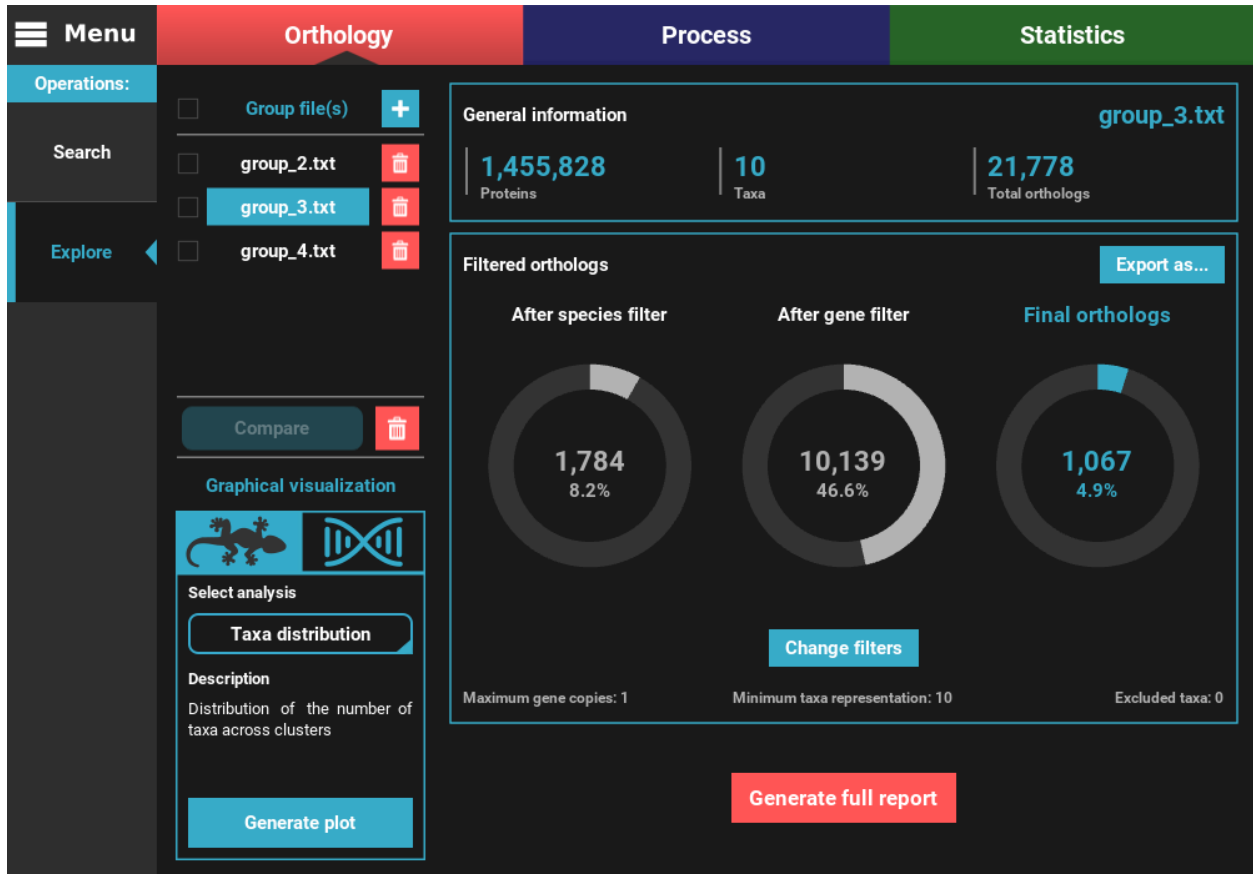 Menu
Orthology
Process
Statistics
Operations:
Search
Explore
Group file(s)
group_2.txt
group_3.txt
group_4.txt
Compare
Graphical visualization
Select analysis
Taxa distribution
Description
Distribution of the number of
taxa across clusters
Generate plot
General information
group_3.txt
1,455,828
Proteins
10
Taxa
21,778
Total orthologs
Filtered orthologs
Export as...
After species filter
After gene filter
Final orthologs
1,784
8.2%
10,139
46.6%
1,067
4.9%
Change filters
Maximum gene copies: 1
Minimum taxa representation: 10
Excluded taxa: 0
Generate full report